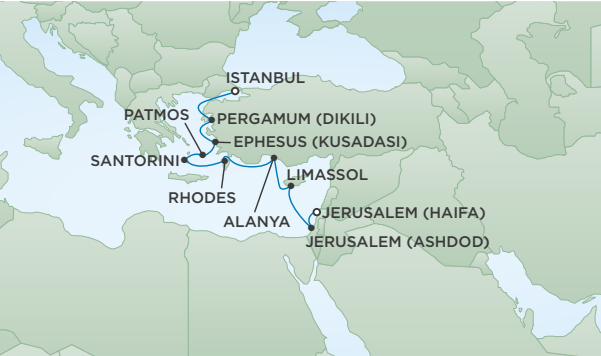 ISTANBUL
PATMOS
PERGAMUM (DIKILI)
EPHESUS (KUSADASI)
SANTORINI
LIMASSOL
RHODES
ALANYA
JERUSALEM (HAIFA)
JERUSALEM (ASHDOD)